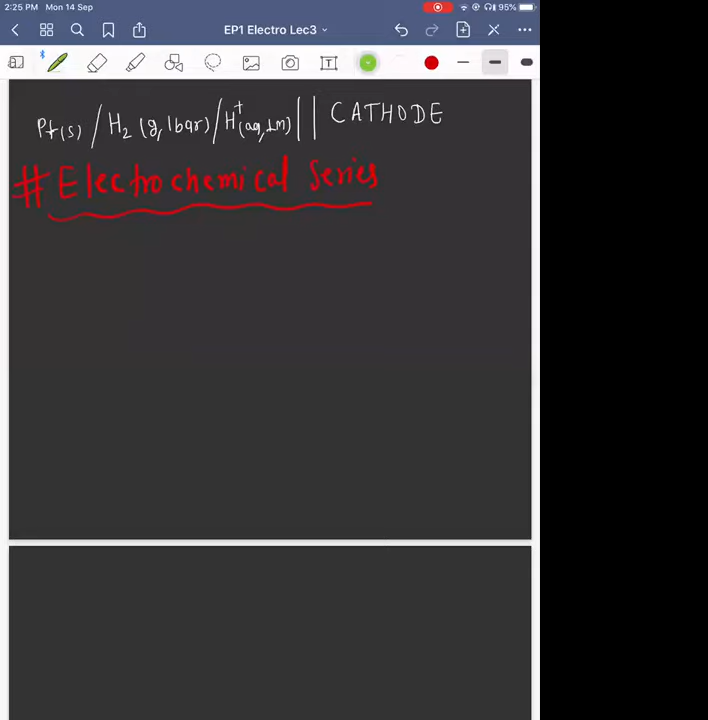 2:25 PM Mon 14 Sep 95%
EP1 Electro Lec3
T
Pt(s) / H₂ (g, 1bar) / H⁺(aq, 1M) || CATHODE
# Electrochemical Series